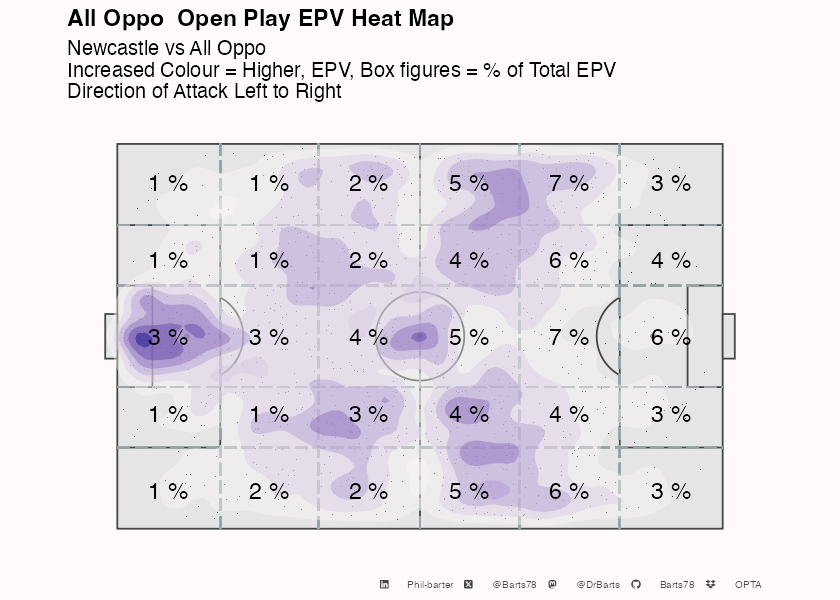 All Oppo  Open Play EPV Heat Map
Newcastle vs All Oppo
Increased Colour = Higher, EPV, Box figures = % of Total EPV
Direction of Attack Left to Right
1 % 1 % 2 % 5 % 7 % 3 %
1 % 1 % 2 % 4 % 6 % 4 %
3 % 3 % 4 % 5 % 7 % 6 %
1 % 1 % 3 % 4 % 4 % 3 %
1 % 2 % 2 % 5 % 6 % 3 %
Phil-barter @Barts78 @DrBarts Barts78 OPTA